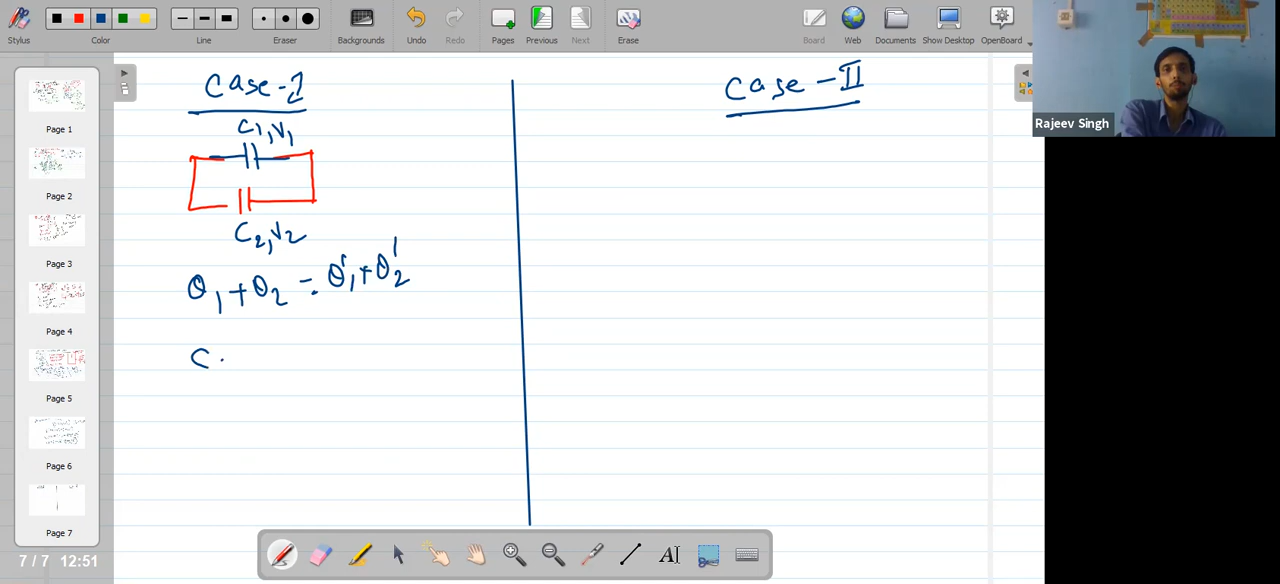 Stylus
Color
Line
Eraser
Backgrounds
Undo
Redo
Pages
Previous
Next
Erase
Board
Web
Documents
Show Desktop
OpenBoard
Rajeev Singh
Page 1
Page 2
Page 3
Page 4
Page 5
Page 6
Page 7
7 / 7 12:51
Case-I
C1,V1
C2,V2
Q1+Q2 = Q1'+Q2'
C
Case-II